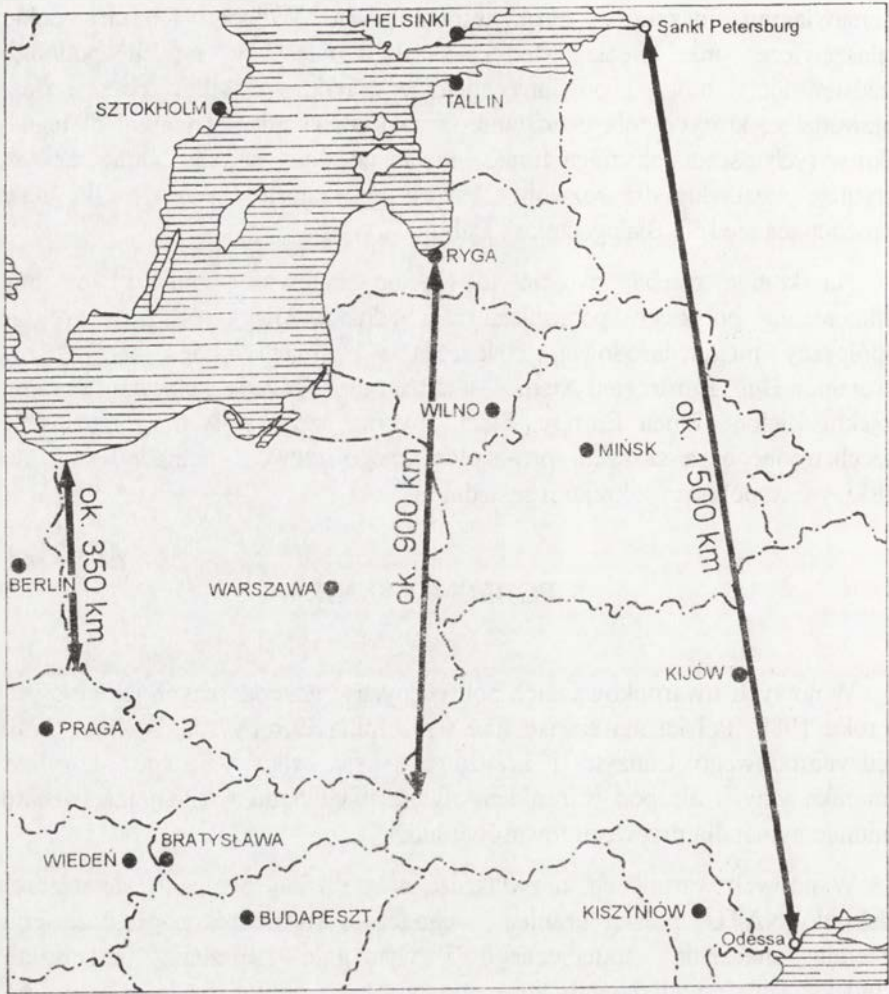 HELSINKI
Sankt Petersburg
SZTOKHOLM
TALLIN
RYGA
WILNO
MIŃSK
ok. 350 km
ok. 900 km
ok. 1500 km
BERLIN
WARSZAWA
KIJÓW
PRAGA
WIEDEŃ
BRATYSŁAWA
BUDAPESZT
KISZYNIÓW
Odessa